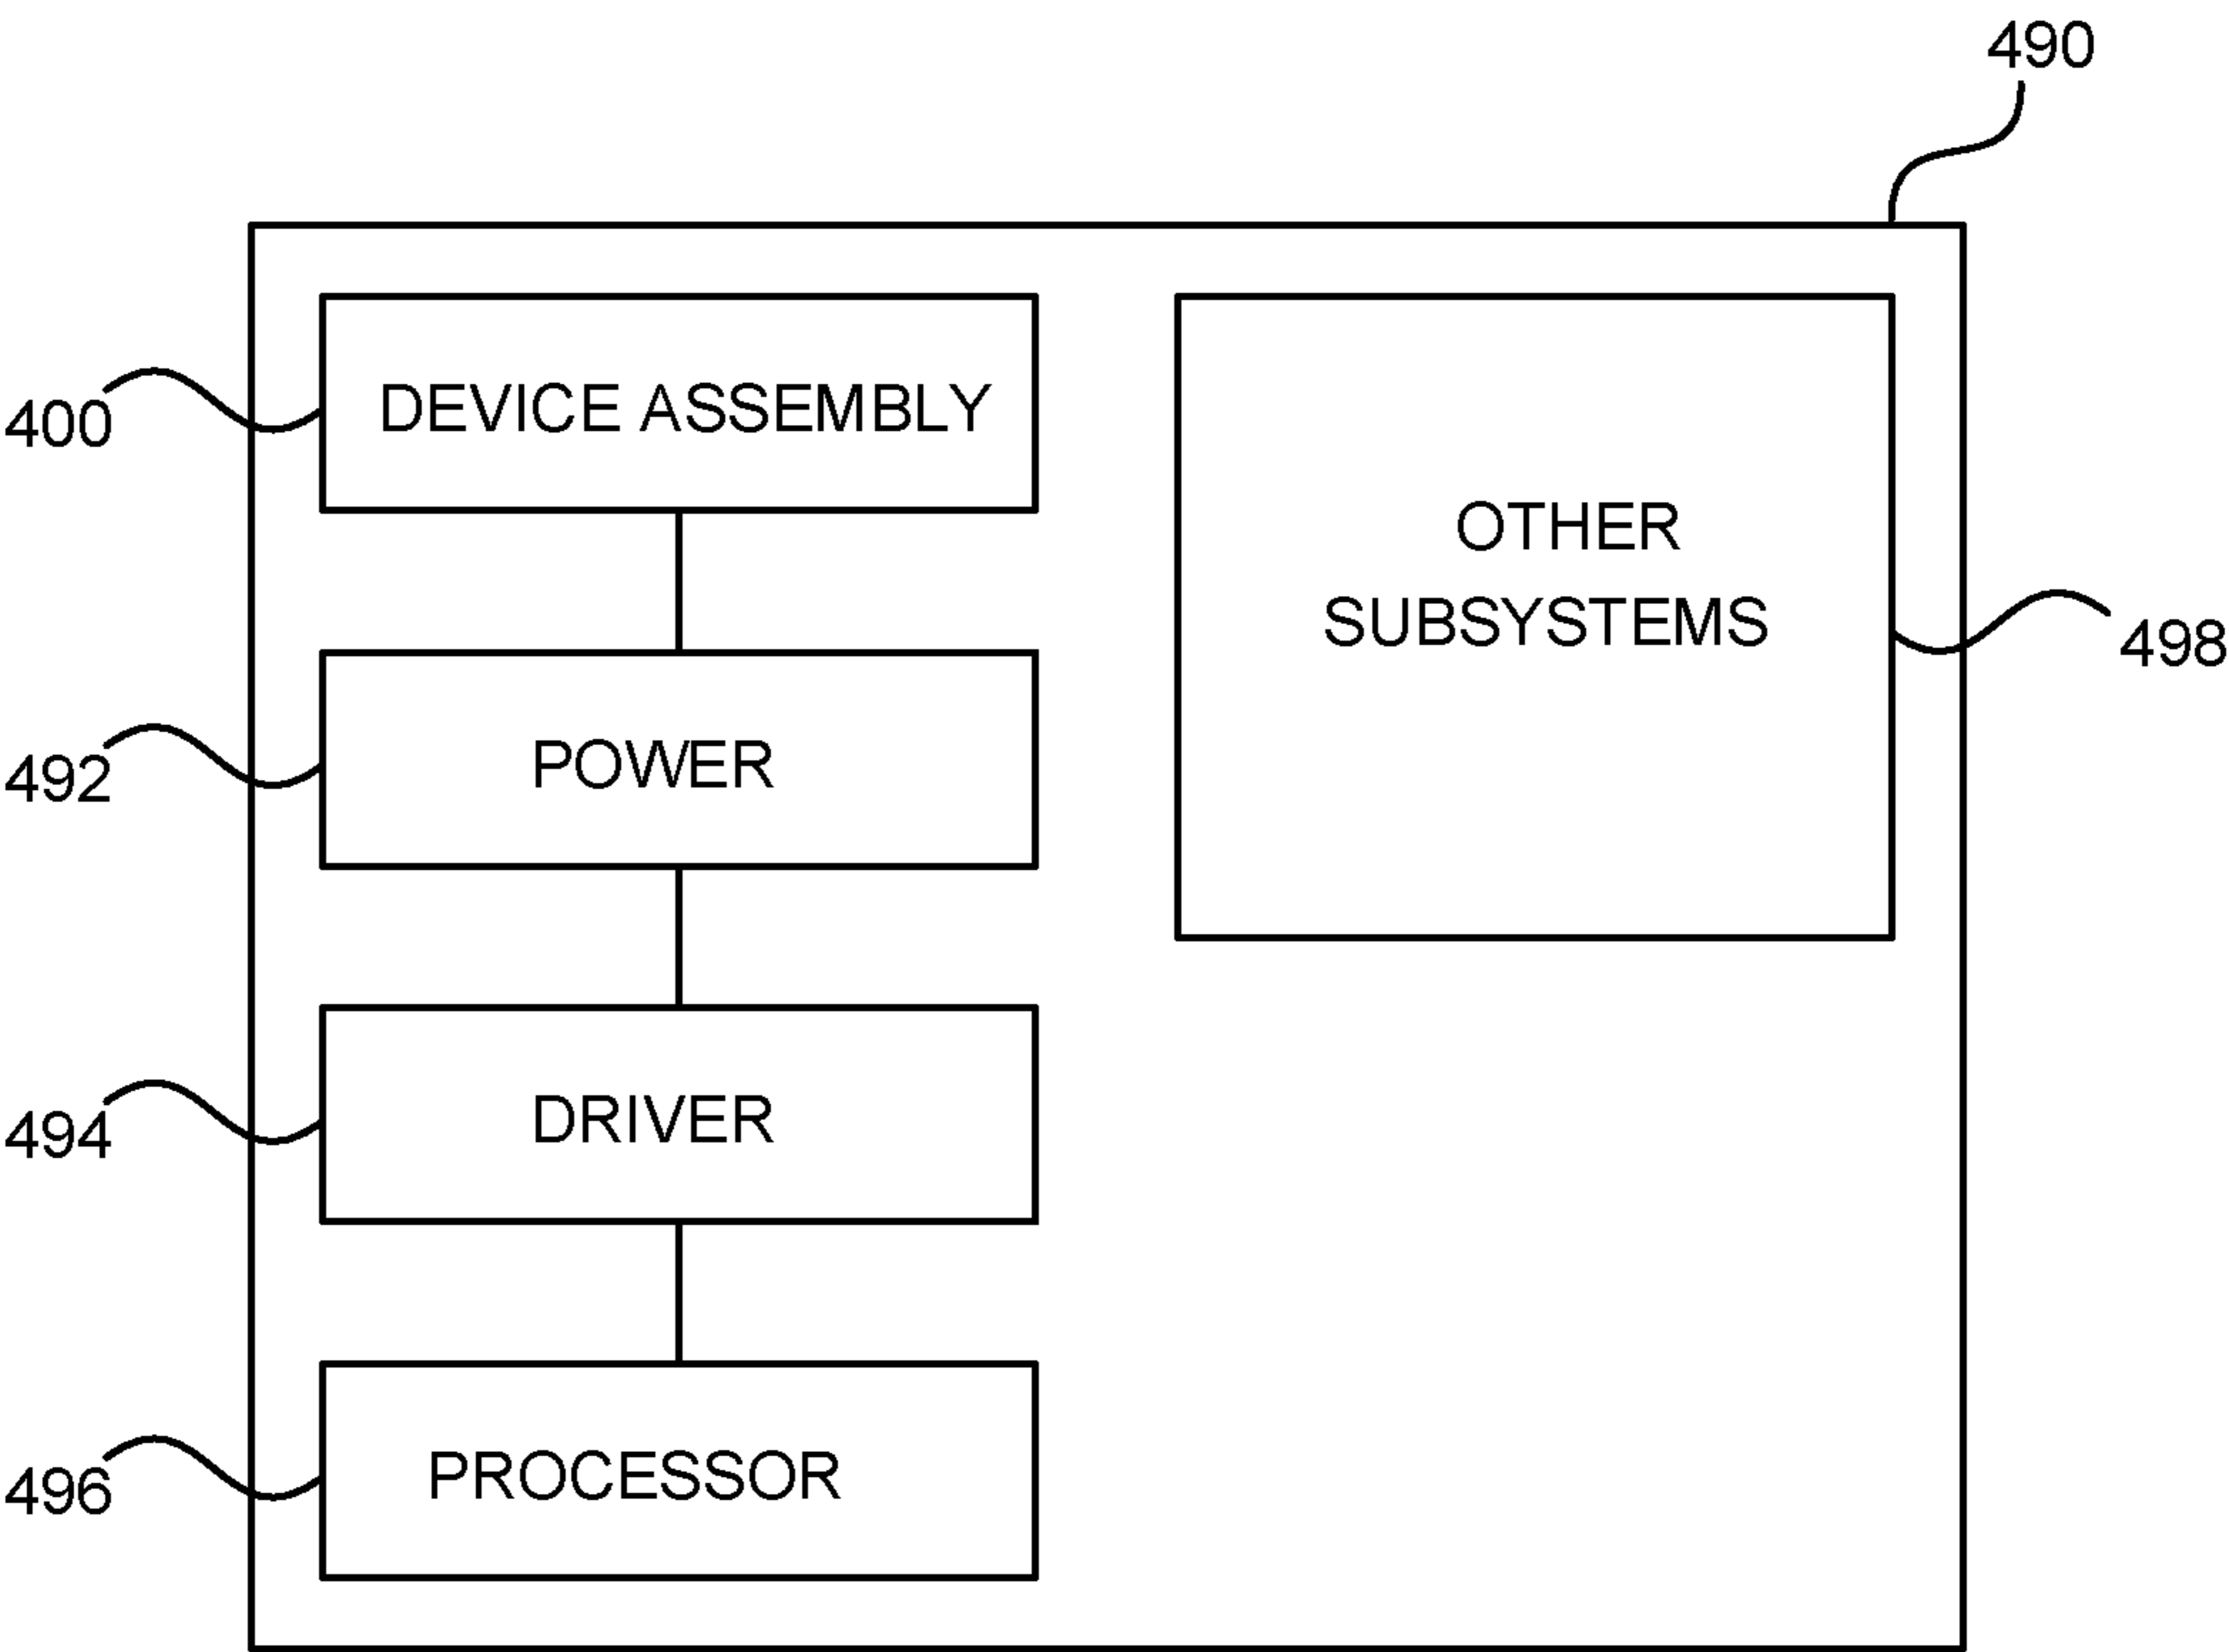 490
400
DEVICE ASSEMBLY
OTHER
SUBSYSTEMS
498
492
POWER
494
DRIVER
496
PROCESSOR